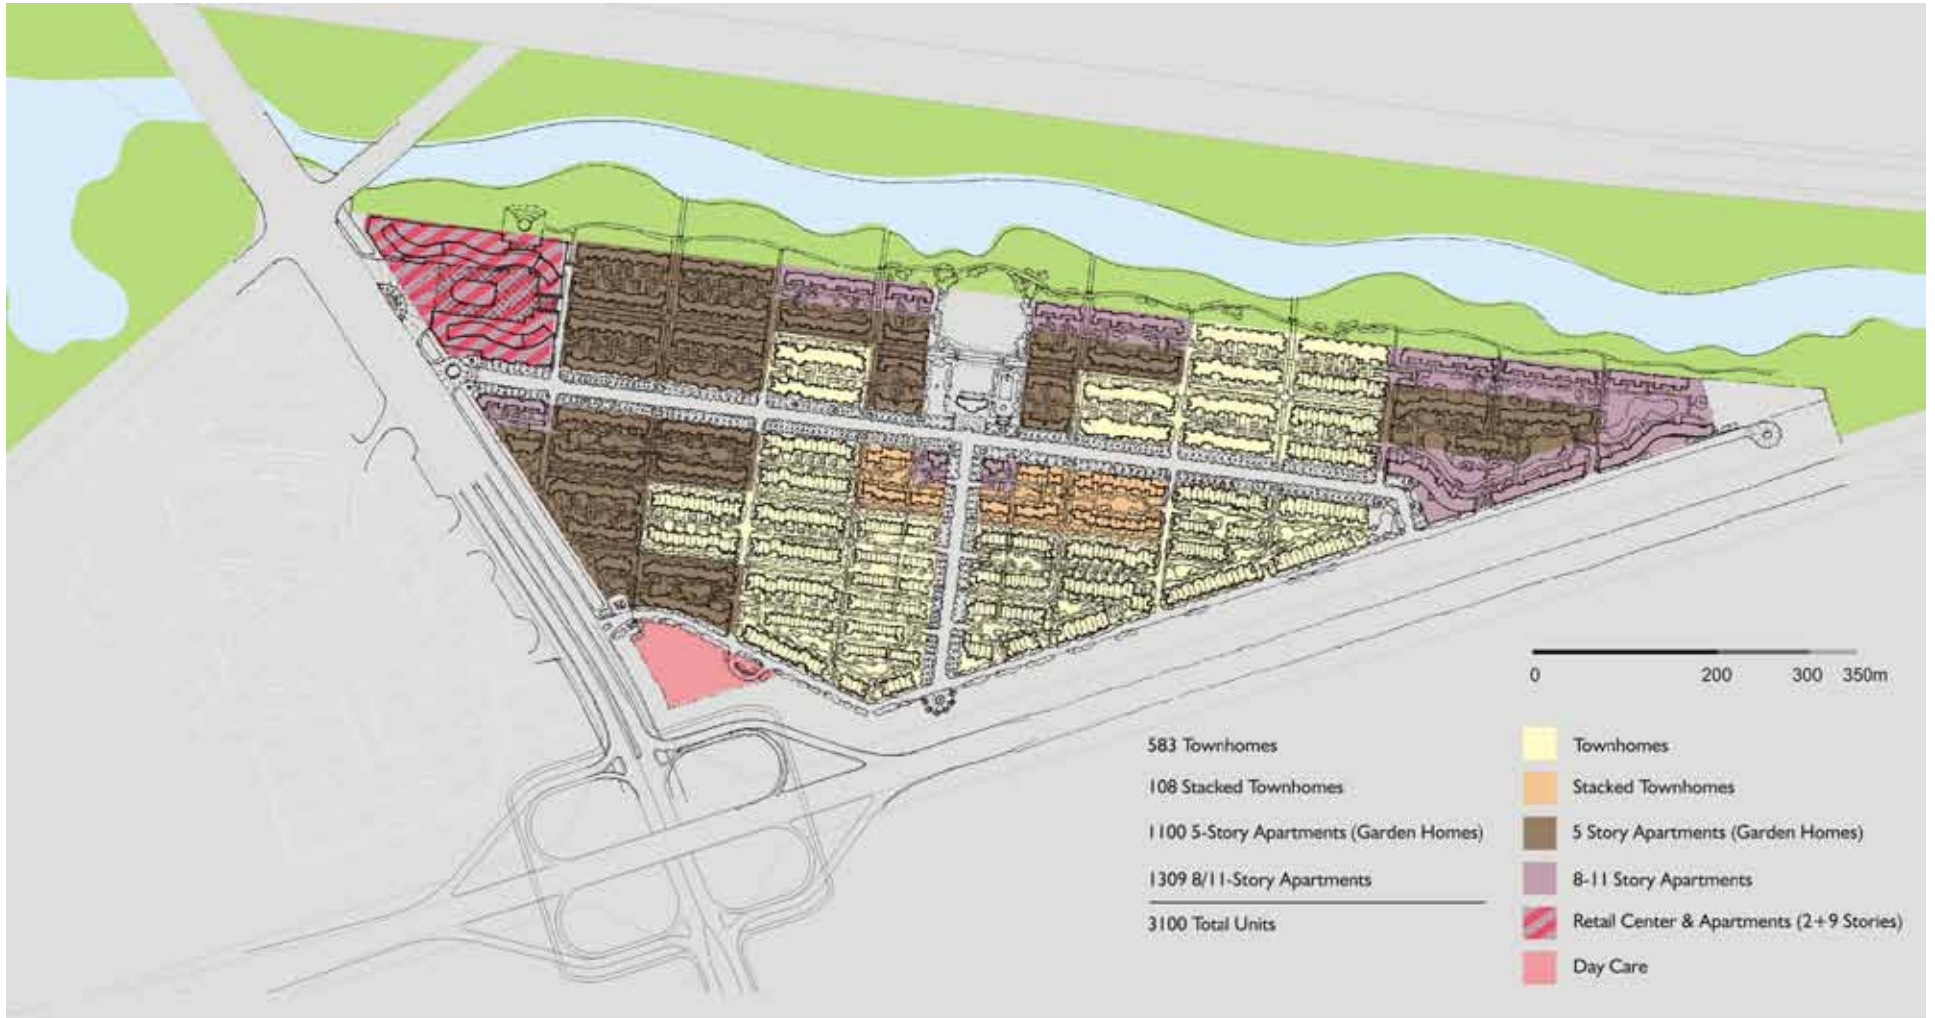 0 200 300 350m
583 Townhomes
108 Stacked Townhomes
1100 5-Story Apartments (Garden Homes)
1309 8/11-Story Apartments
3100 Total Units
Townhomes
Stacked Townhomes
5 Story Apartments (Garden Homes)
8-11 Story Apartments
Retail Center & Apartments (2+9 Stories)
Day Care